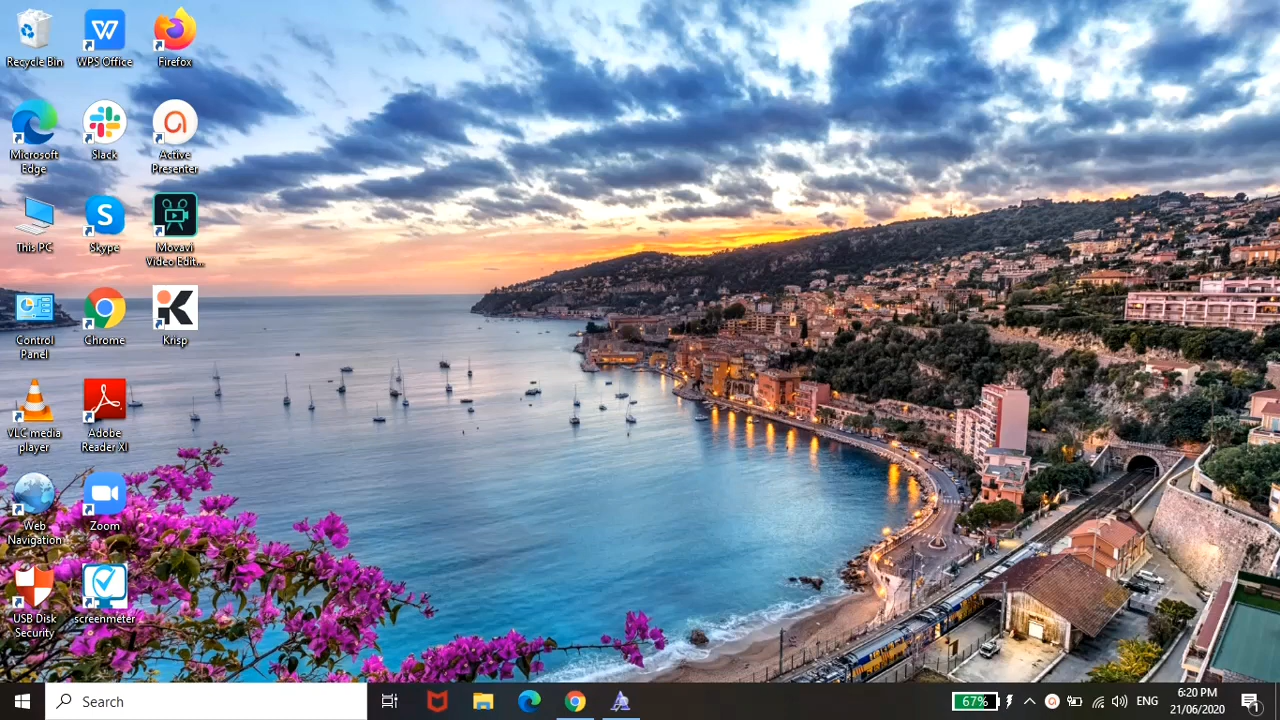 Recycle Bin
WPS Office
Firefox
Microsoft
Edge
Slack
Active
Presenter
This PC
Skype
Movavi
Video Edit...
Control
Panel
Chrome
Krisp
VLC media
player
Adobe
Reader XI
Web
Navigation
Zoom
USB Disk
Security
screenmeter
Search
67%
ENG
6:20 PM
21/06/2020
1